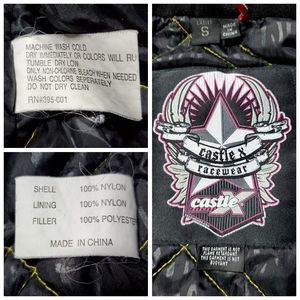 MACHINE WASH COLD
DRY IMMEDIATELY OR COLORS WILL RU
TUMBLE DRY LOW
ONLY NON-CHLORINE BLEACH WHEN NEEDED
WASH COLORS SEPERATELY
DO NOT DRY CLEAN
RN#395-001
SHELL 100% NYLON
LINING 100% NYLON
FILLER 100% POLYESTE
MADE IN CHINA
LADIES
S
MADE IN CHINA
castle X
racewear
castle
THIS GARMENT IS NOT
FLAME RETARDANT
THIS GARMENT IS NOT
BUOYANT